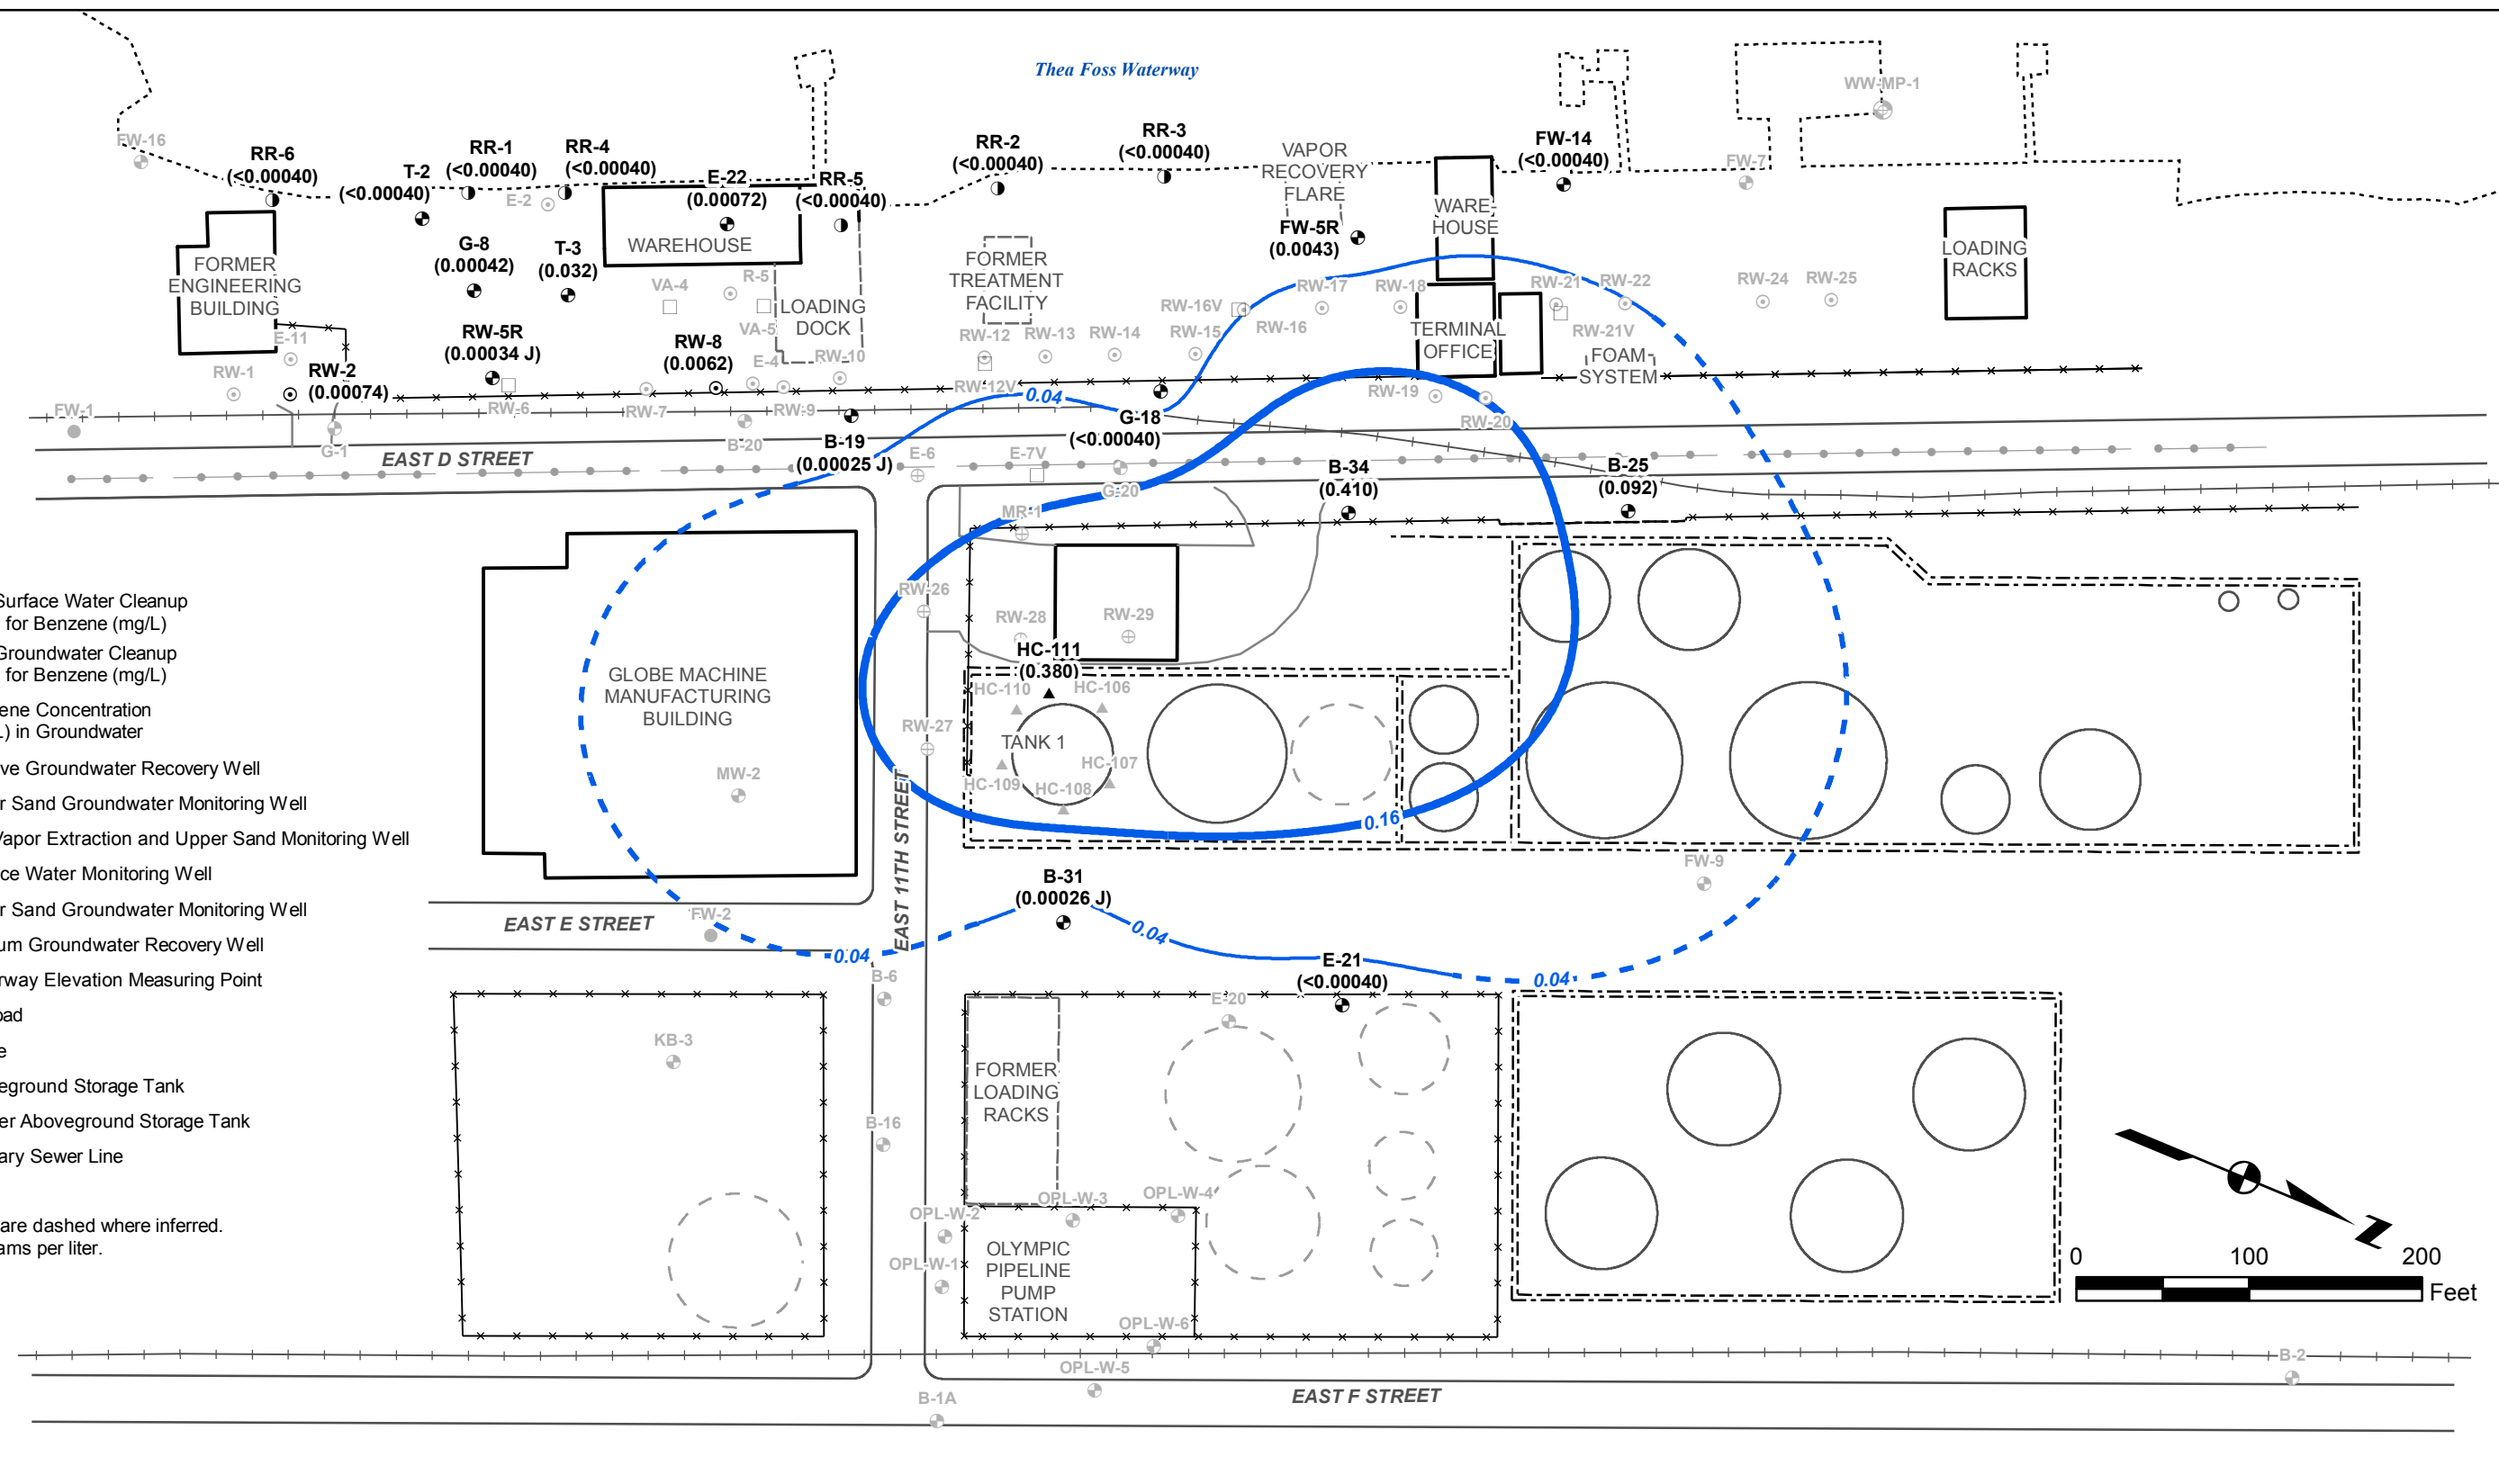 Thea Foss Waterway
WW-MP-1
FW-16
RR-6
(<0.00040)
T-2
(<0.00040)
RR-1
(<0.00040)
RR-4
(<0.00040)
E-2
E-22
(0.00072)
RR-5
(<0.00040)
WAREHOUSE
RR-2
(<0.00040)
RR-3
(<0.00040)
VAPOR
RECOVERY
FLARE
FW-5R
(0.0043)
FW-14
(<0.00040)
WARE-
HOUSE
FW-7
LOADING
RACKS
FORMER
ENGINEERING
BUILDING
G-8
(0.00042)
T-3
(0.032)
VA-4
R-5
VA-5
LOADING
DOCK
FORMER
TREATMENT
FACILITY
RW-16V
RW-16
RW-17
RW-18
RW-21
RW-22
RW-21V
RW-24
RW-25
TERMINAL
OFFICE
FOAM
SYSTEM
E-11
RW-1
RW-2
(0.00074)
RW-5R
(0.00034 J)
RW-6
RW-7
RW-8
(0.0062)
E-4
RW-9
RW-10
RW-12
RW-12V
RW-13
RW-14
RW-15
0.04
RW-19
RW-20
FW-1
G-1
B-20
B-19
(0.00025 J)
G-18
(<0.00040)
EAST D STREET
E-6
E-7V
G-20
B-34
(0.410)
B-25
(0.092)
MR-1
RW-26
RW-28
RW-29
HC-111
(0.380)
HC-110
HC-106
RW-27
TANK 1
HC-107
HC-109
HC-108
0.16
GLOBE MACHINE
MANUFACTURING
BUILDING
MW-2
Surface Water Cleanup
for Benzene (mg/L)
Groundwater Cleanup
for Benzene (mg/L)
ene Concentration
L) in Groundwater
ve Groundwater Recovery Well
r Sand Groundwater Monitoring Well
Vapor Extraction and Upper Sand Monitoring Well
ce Water Monitoring Well
r Sand Groundwater Monitoring Well
um Groundwater Recovery Well
rway Elevation Measuring Point
oad
e
eground Storage Tank
er Aboveground Storage Tank
ary Sewer Line
are dashed where inferred.
ams per liter.
EAST 11TH STREET
EAST E STREET
FW-2
0.04
B-31
(0.00026 J)
0.04
FW-9
E-21
(<0.00040)
0.04
B-6
E-20
KB-3
FORMER
LOADING
RACKS
B-16
OPL-W-3
OPL-W-4
OPL-W-2
OPL-W-1
OLYMPIC
PIPELINE
PUMP
STATION
OPL-W-6
OPL-W-5
B-1A
EAST F STREET
B-2
Z
0 100 200
Feet